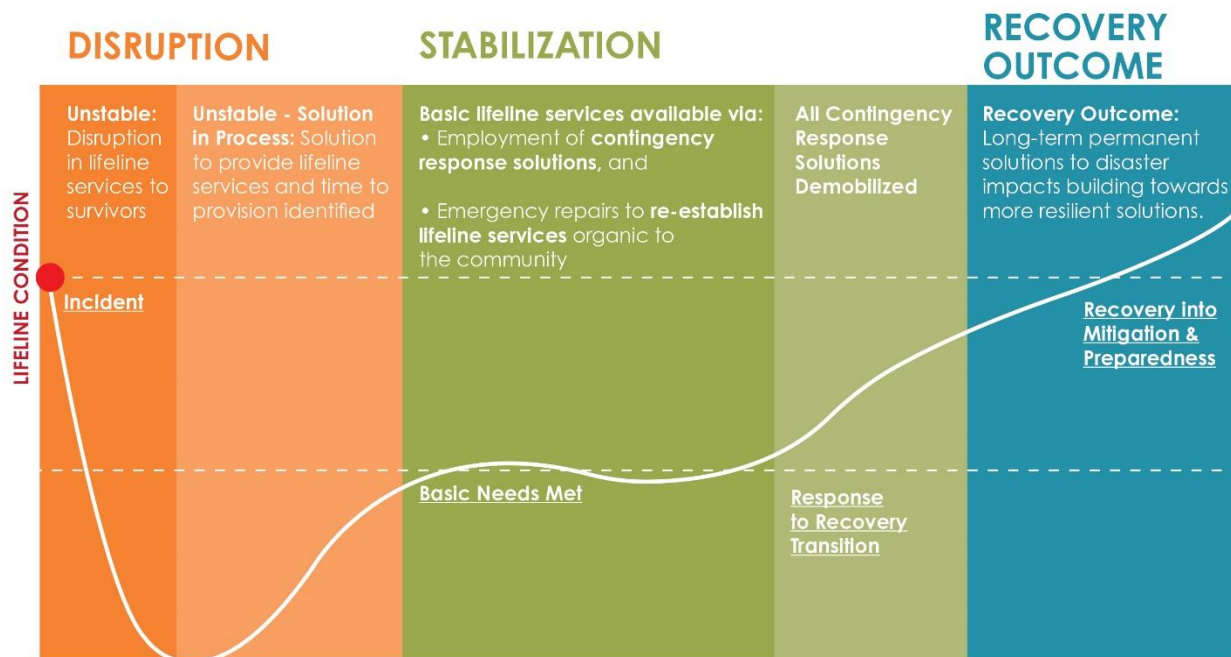 DISRUPTION
STABILIZATION
RECOVERY
OUTCOME
LIFELINE CONDITION
Unstable:
Disruption
in lifeline
services to
survivors
Unstable - Solution
in Process: Solution
to provide lifeline
services and time to
provision identified
Basic lifeline services available via:
• Employment of contingency
response solutions, and
• Emergency repairs to re-establish
lifeline services organic to
the community
All Contingency
Response
Solutions
Demobilized
Recovery Outcome:
Long-term permanent
solutions to disaster
impacts building towards
more resilient solutions.
Incident
Basic Needs Met
Response
to Recovery
Transition
Recovery into
Mitigation &
Preparedness